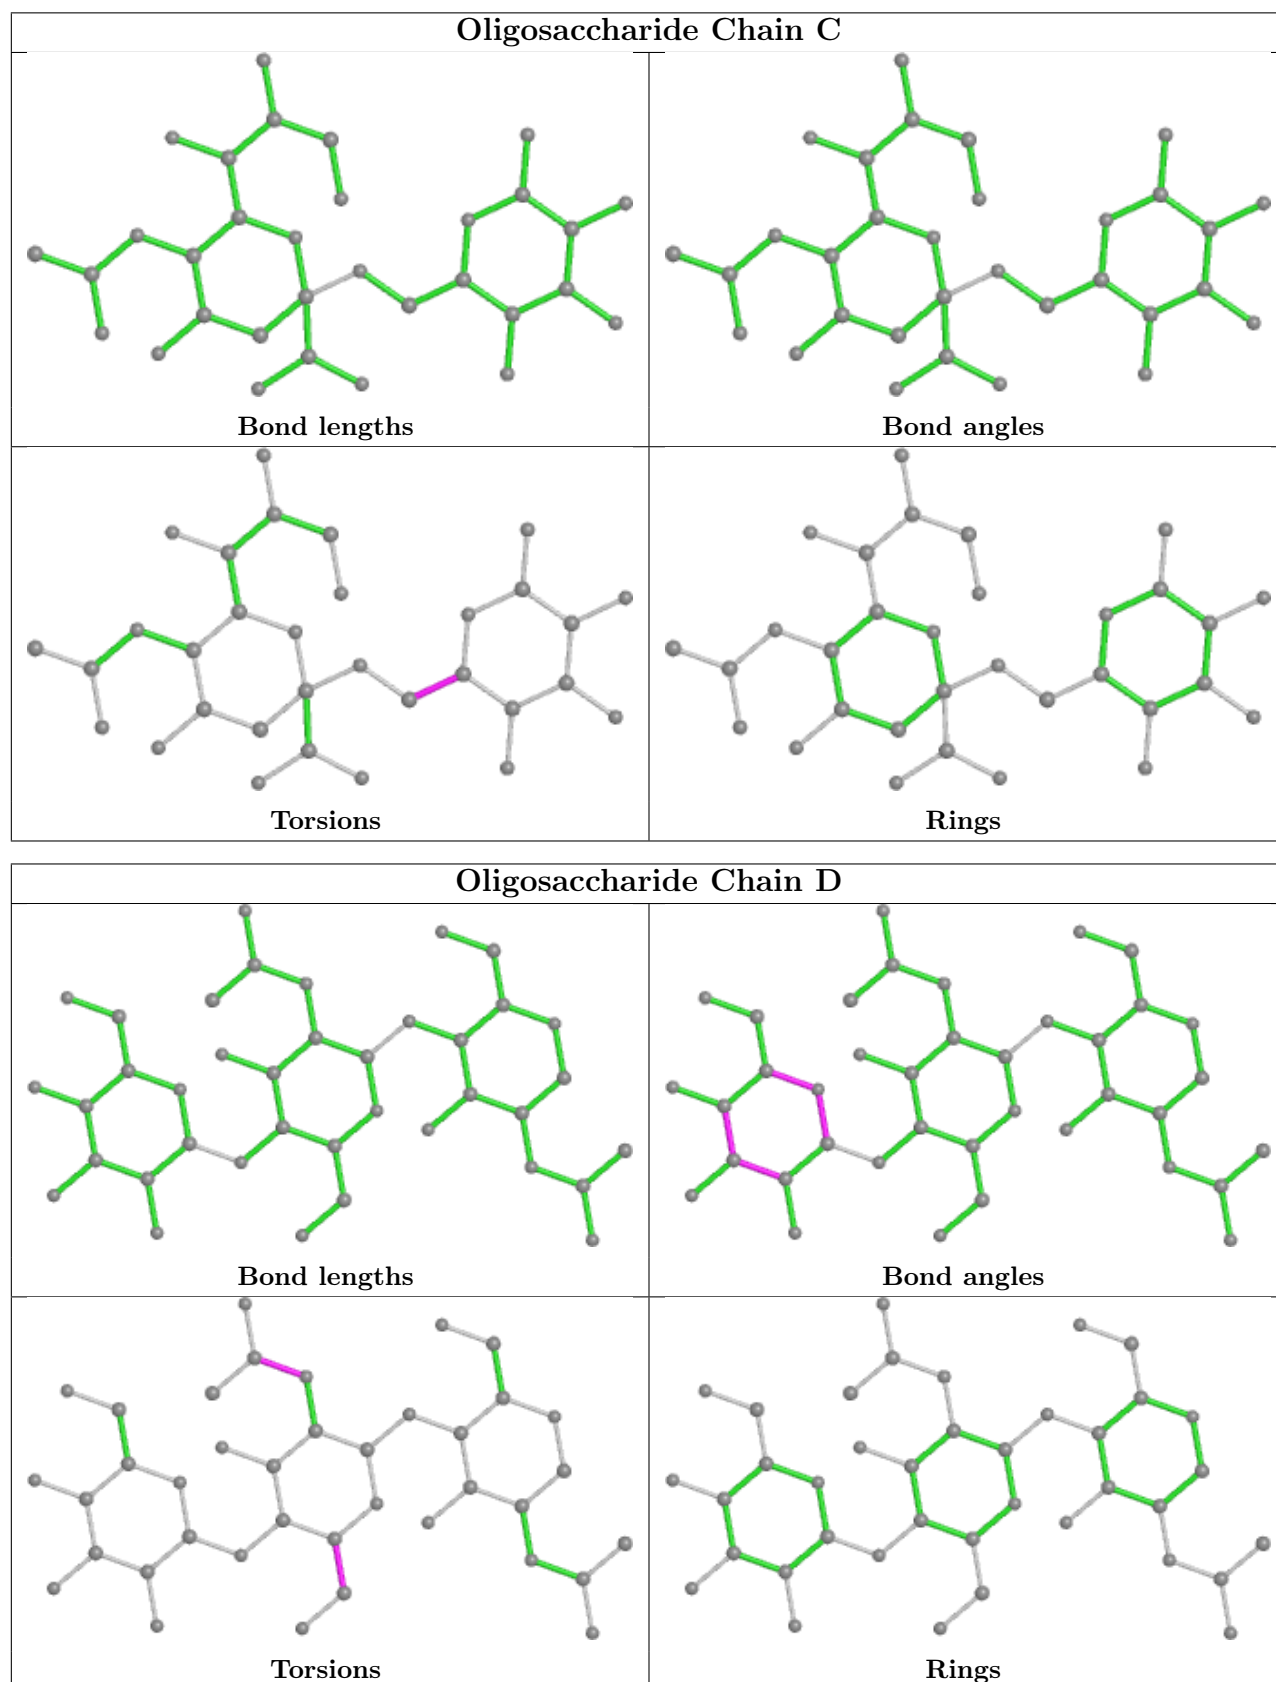 Oligosaccharide Chain C
Bond lengths
Bond angles
Torsions
Rings
Oligosaccharide Chain D
Bond lengths
Bond angles
Torsions
Rings